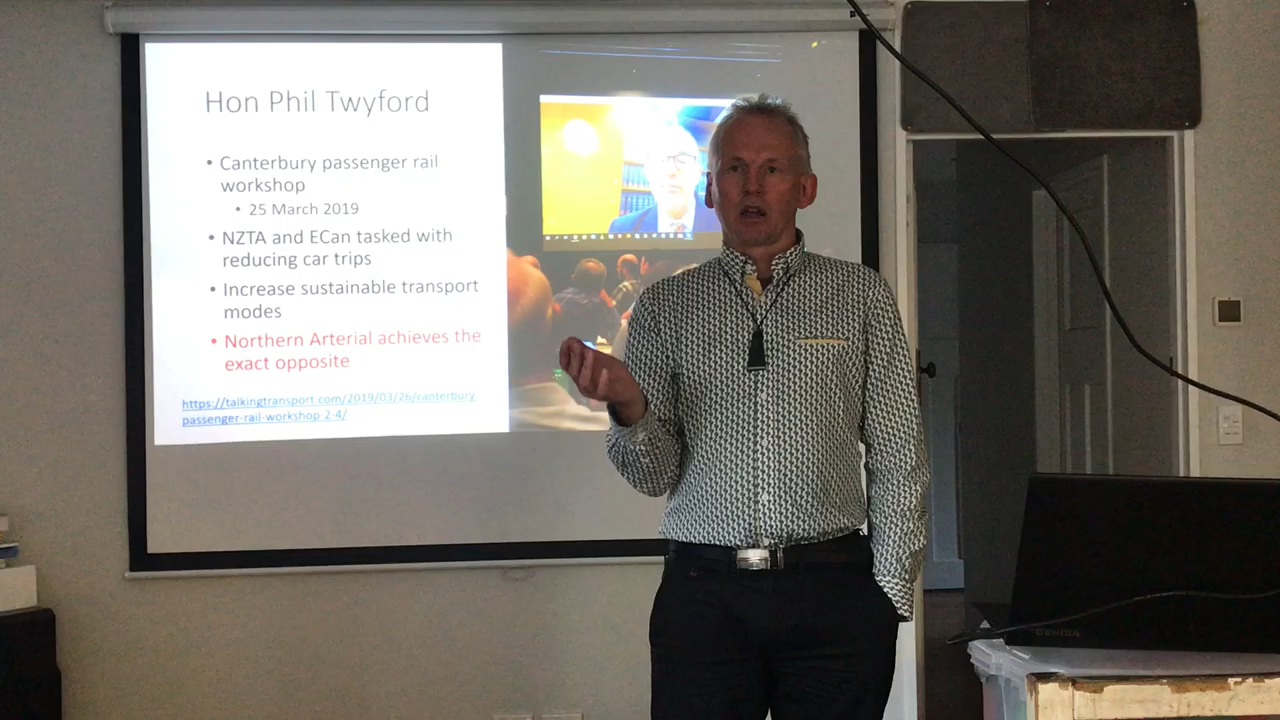 Hon Phil Twyford
• Canterbury passenger rail
workshop
• 25 March 2019
• NZTA and ECan tasked with
reducing car trips
• Increase sustainable transport
modes
• Northern Arterial achieves the
exact opposite
https://talkingtransport.com/2019/03/26/canterbury
passenger-rail-workshop-2-4/